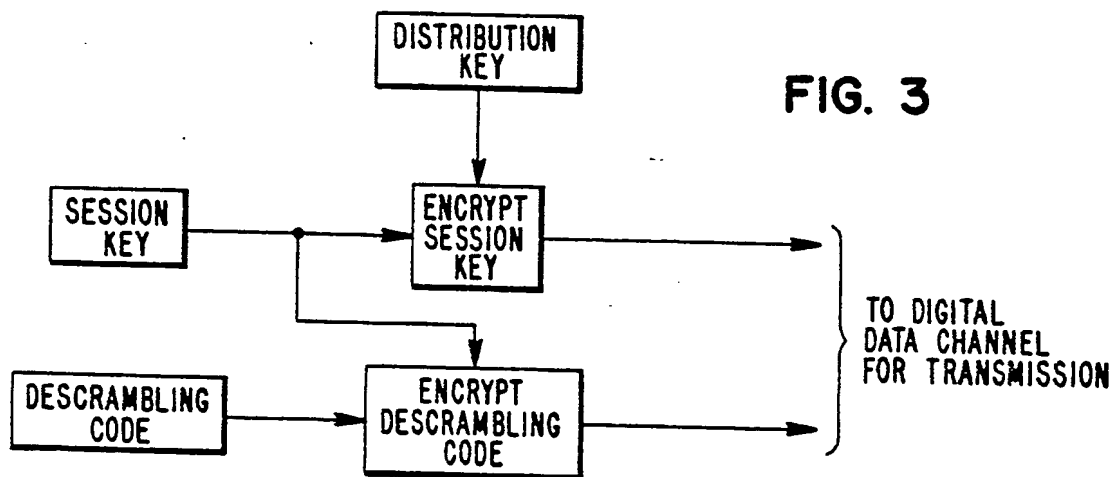 DISTRIBUTION
KEY
FIG. 3
SESSION
KEY
ENCRYPT
SESSION
KEY
TO DIGITAL
DATA CHANNEL
FOR TRANSMISSION
DESCRAMBLING
CODE
ENCRYPT
DESCRAMBLING
CODE